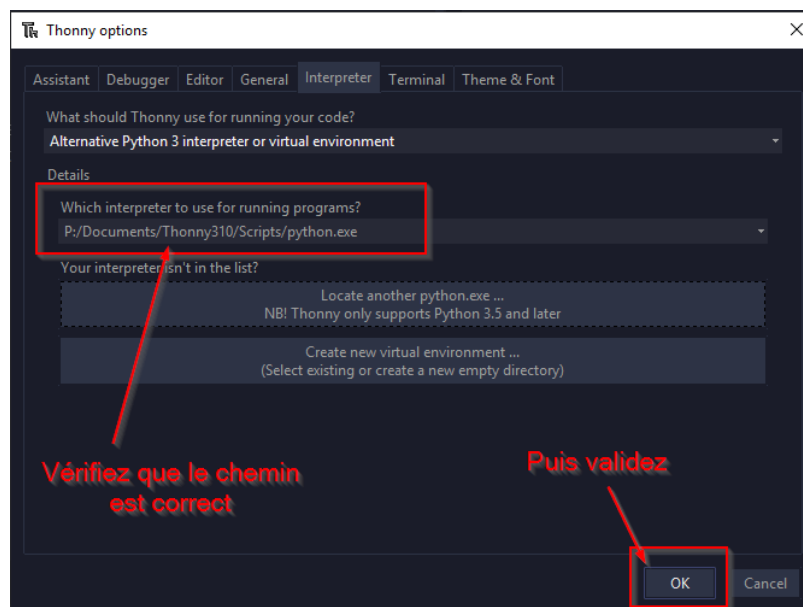 Thonny options
Assistant Debugger Editor General Interpreter Terminal Theme & Font
What should Thonny use for running your code?
Alternative Python 3 interpreter or virtual environment
Details
Which interpreter to use for running programs?
P:/Documents/Thonny310/Scripts/python.exe
Your interpreter isn't in the list?
Locate another python.exe ...
NB! Thonny only supports Python 3.5 and later
Create new virtual environment ...
(Select existing or create a new empty directory)
Vérifiez que le chemin
est correct
Puis validez
OK Cancel